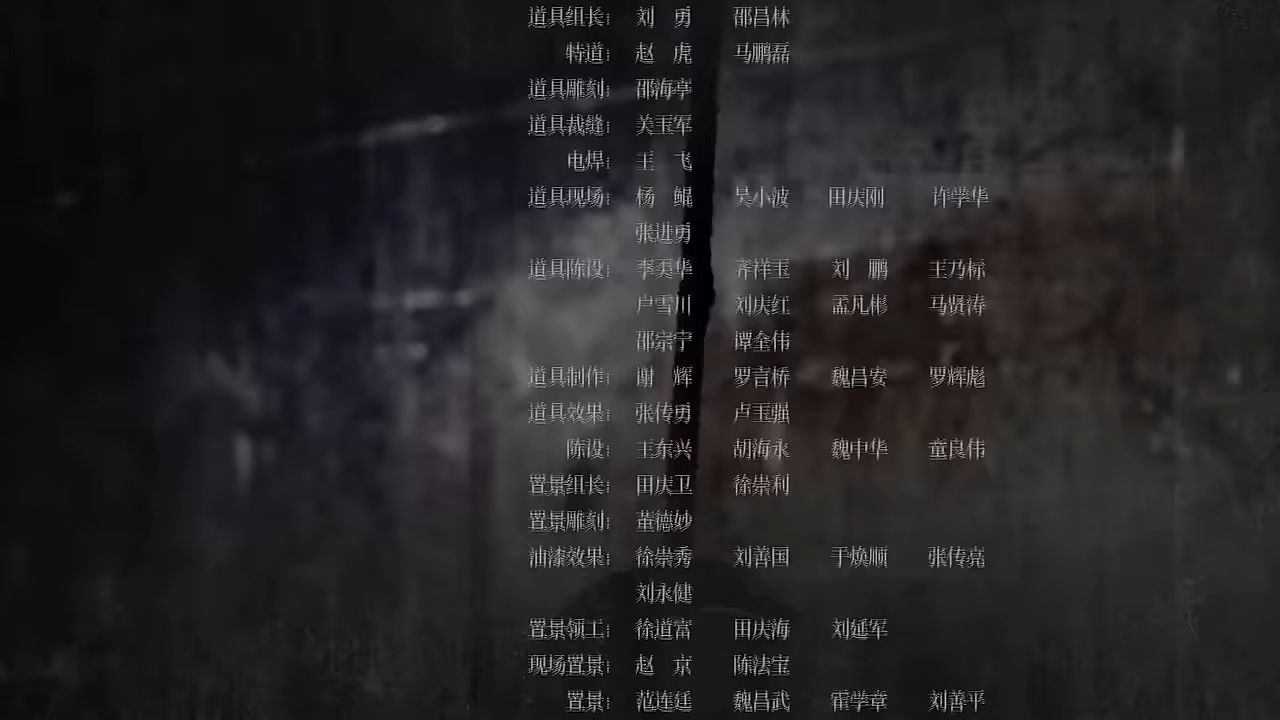 道具组长： 刘　勇 邵昌林
特道： 赵　虎 马鹏磊
道具雕刻： 邵海亭
道具裁缝： 关玉军
电焊： 王　飞
道具现场： 杨　鲲 吴小波 田庆刚 许学华
张进勇
道具陈设： 李奕华 齐祥玉 刘　鹏 王乃标
卢雪川 刘庆红 孟凡彬 马贤涛
邵宗宁 谭全伟
道具制作： 谢　辉 罗言桥 魏昌安 罗辉彪
道具效果： 张传勇 卢玉强
陈设： 王东兴 胡海永 魏中华 童良伟
置景组长： 田庆卫 徐崇利
置景雕刻： 董德妙
油漆效果： 徐崇秀 刘善国 于焕顺 张传亮
刘永健
置景领工： 徐道富 田庆海 刘延军
现场置景： 赵　京 陈法宝
置景： 范连廷 魏昌武 霍学章 刘善平